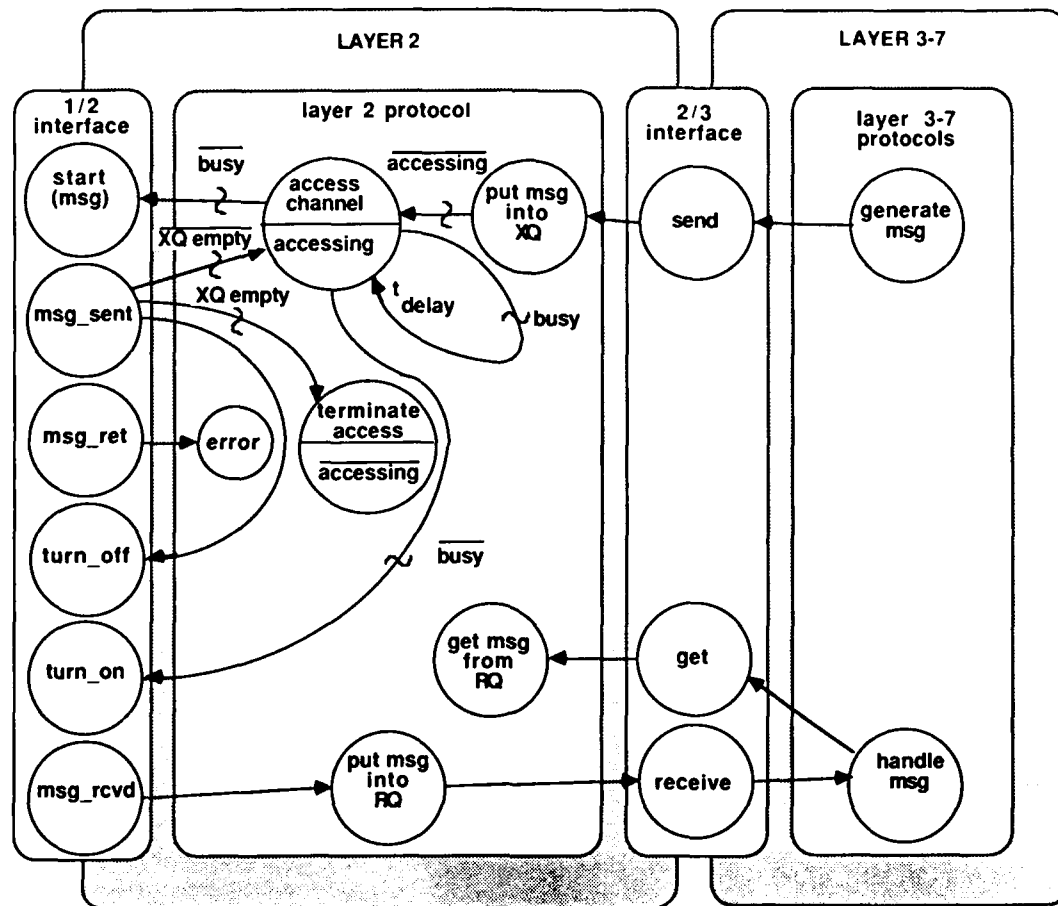 LAYER 2
LAYER 3-7
1/2
interface
layer 2 protocol
2/3
interface
layer 3-7
protocols
start
(msg)
busy
access
channel
accessing
accessing
put msg
into
XQ
send
generate
msg
XQ empty
XQ empty
msg_sent
t
delay
busy
msg_ret
error
terminate
access
accessing
turn_off
busy
turn_on
get msg
from
RQ
get
msg_rcvd
put msg
into
RQ
receive
handle
msg